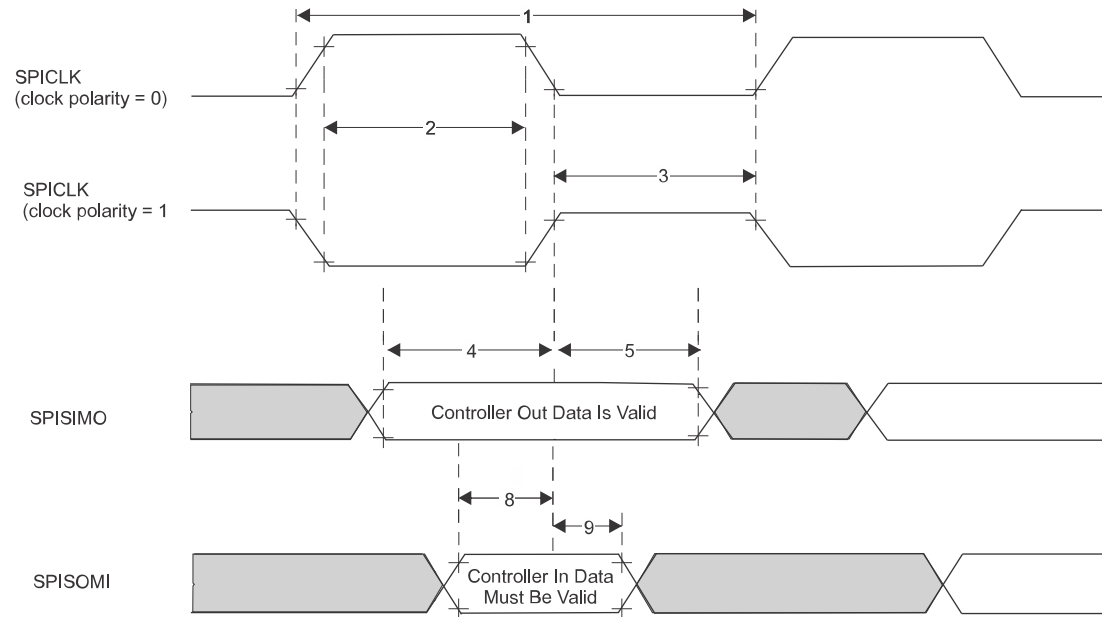 1
SPICLK
(clock polarity = 0)
2
3
SPICLK
(clock polarity = 1
4
5
SPISIMO
Controller Out Data Is Valid
8
9
SPISOMI
Controller In Data
Must Be Valid